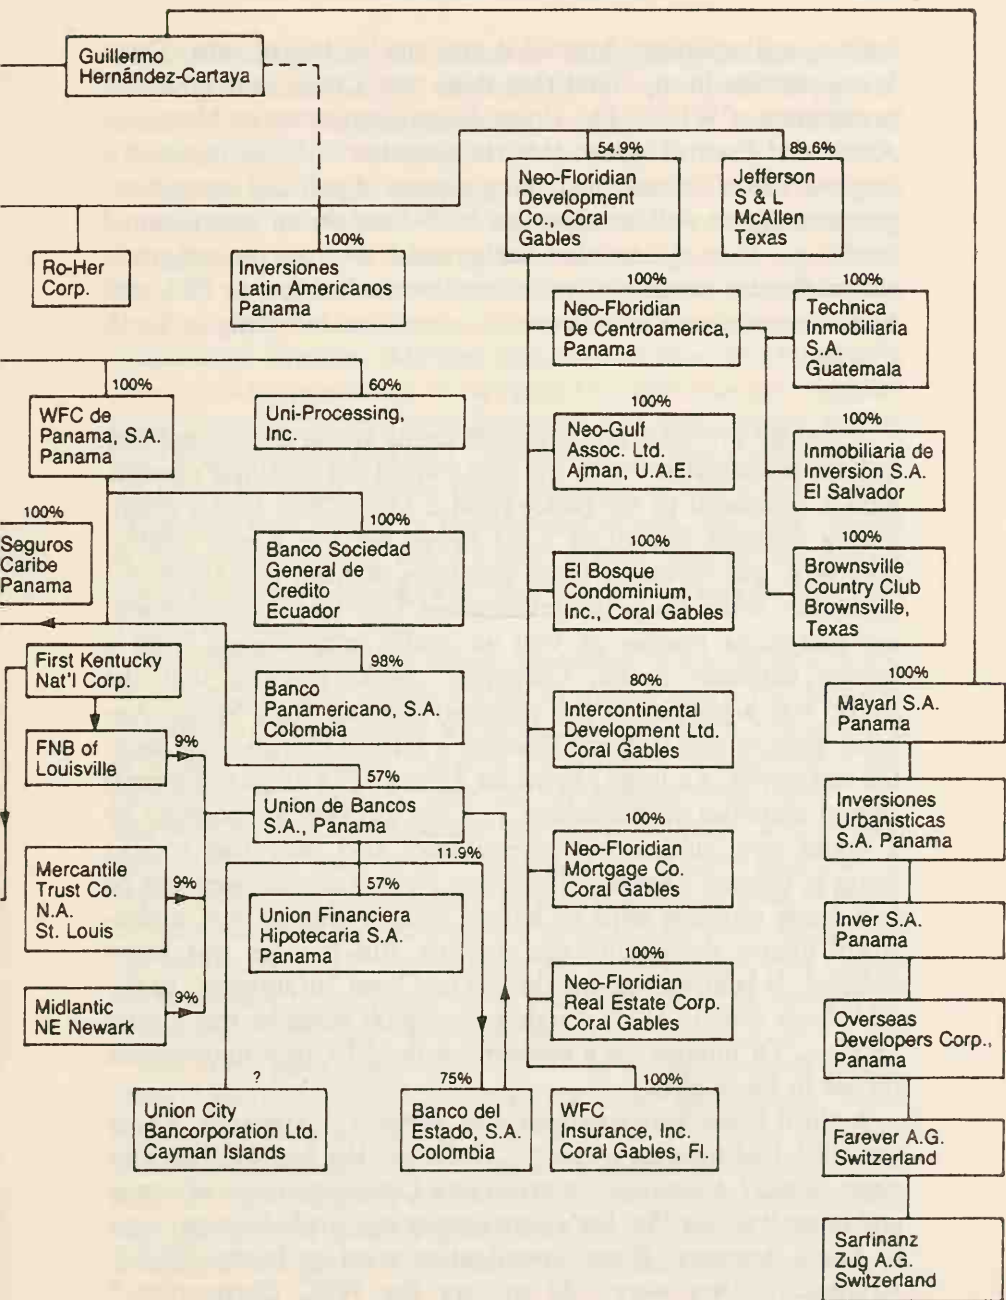 Guillermo
Hernández-Cartaya
54.9%
89.6%
Neo-Floridian
Development
Co., Coral
Gables
Jefferson
S & L
McAllen
Texas
Ro-Her
Corp.
100%
Inversiones
Latin Americanos
Panama
100%
Neo-Floridian
De Centroamerica,
Panama
100%
Technica
Inmobiliaria
S.A.
Guatemala
100%
WFC de
Panama, S.A.
Panama
60%
Uni-Processing,
Inc.
100%
Neo-Gulf
Assoc. Ltd.
Ajman, U.A.E.
100%
Inmobiliaria de
Inversion S.A.
El Salvador
100%
Seguros
Caribe
Panama
100%
Banco Sociedad
General de
Credito
Ecuador
100%
El Bosque
Condominium,
Inc., Coral Gables
100%
Brownsville
Country Club
Brownsville,
Texas
First Kentucky
Nat'l Corp.
98%
Banco
Panamericano, S.A.
Colombia
80%
Intercontinental
Development Ltd.
Coral Gables
100%
Mayarl S.A.
Panama
FNB of
Louisville
9%
57%
Union de Bancos
S.A., Panama
11.9%
Inversiones
Urbanisticas
S.A. Panama
100%
Neo-Floridian
Mortgage Co.
Coral Gables
Mercantile
Trust Co.
N.A.
St. Louis
9%
57%
Union Financiera
Hipotecaria S.A.
Panama
Inver S.A.
Panama
100%
Neo-Floridian
Real Estate Corp.
Coral Gables
Midlantic
NE Newark
9%
Overseas
Developers Corp.,
Panama
?
Union City
Bancorporation Ltd.
Cayman Islands
75%
Banco del
Estado, S.A.
Colombia
100%
WFC
Insurance, Inc.
Coral Gables, Fl.
Farever A.G.
Switzerland
Sarfinanz
Zug A.G.
Switzerland